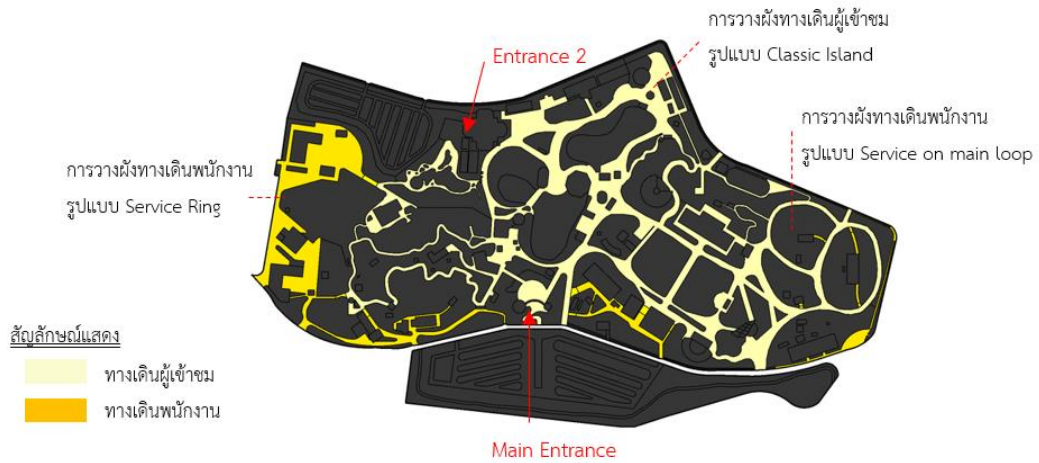 การวางผังทางเดินผู้เข้าชม
รูปแบบ Classic Island
Entrance 2
การวางผังทางเดินพนักงาน
รูปแบบ Service on main loop
การวางผังทางเดินพนักงาน
รูปแบบ Service Ring
สัญลักษณ์แสดง
ทางเดินผู้เข้าชม
ทางเดินพนักงาน
Main Entrance